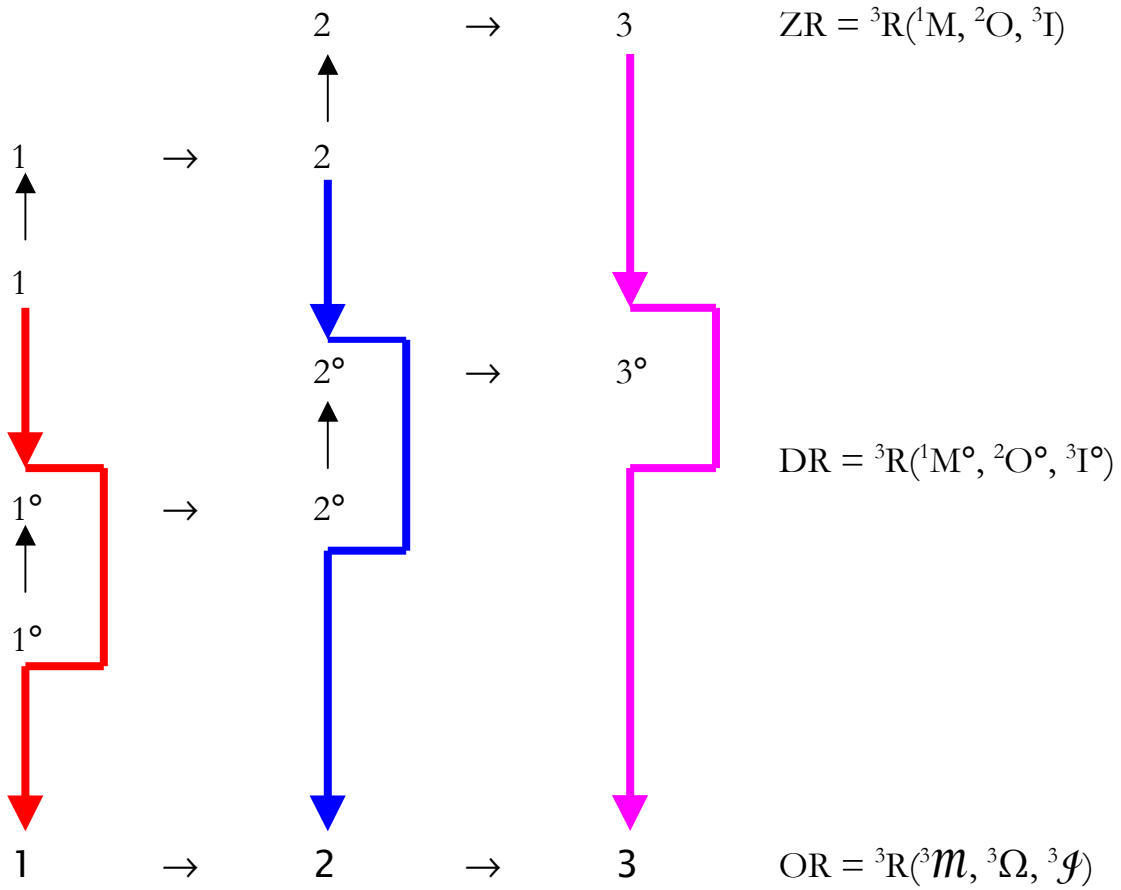 2 → 3 ZR = ³R(¹M, ²O, ³I)
1 → 2
1
2° → 3°
DR = ³R(¹M°, ²O°, ³I°)
1° → 2°
1°
1 → 2 → 3 OR = ³R(³𝓜, ³Ω, ³𝓘)